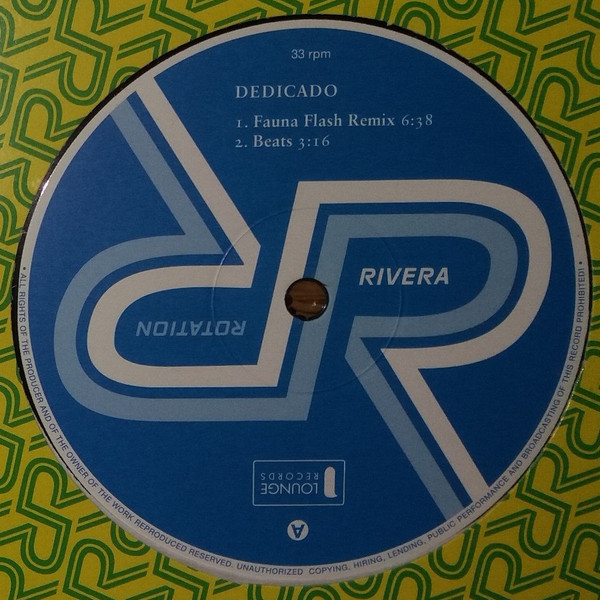 33 rpm
DEDICADO
1. Fauna Flash Remix 6:38
2. Beats 3:16
RIVERA
ROTATION
LOUNGE
RECORDS
A
• ALL RIGHTS OF THE PRODUCER AND OF THE OWNER OF THE WORK REPRODUCED RESERVED. UNAUTHORIZED COPYING, HIRING, LENDING, PUBLIC PERFORMANCE AND BROADCASTING OF THIS RECORD PROHIBITED! •